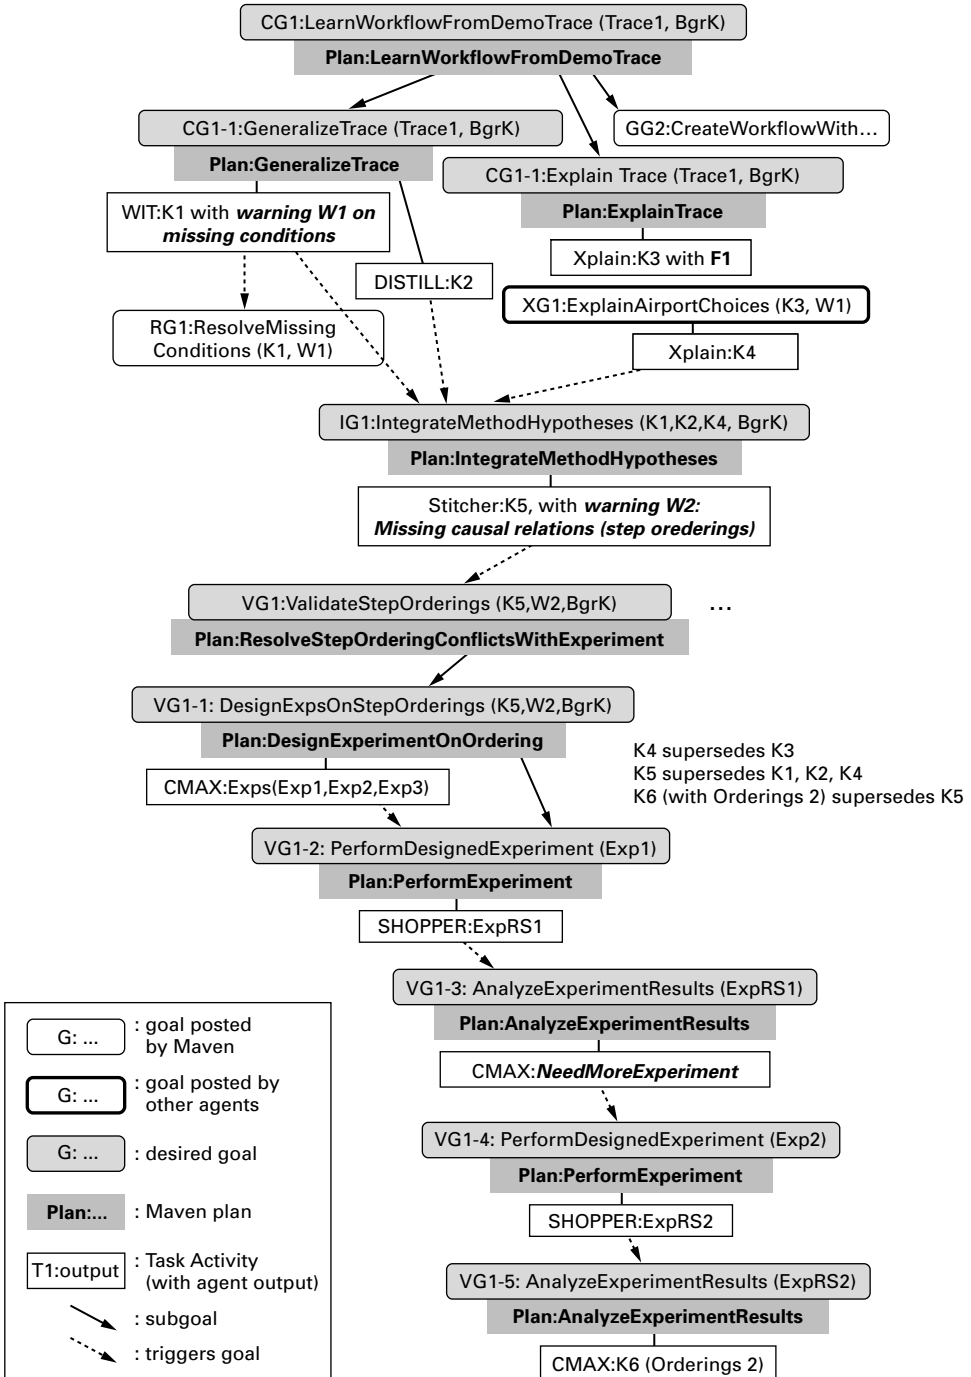 CG1:LearnWorkflowFromDemoTrace (Trace1, BgrK)
Plan:LearnWorkflowFromDemoTrace
CG1-1:GeneralizeTrace (Trace1, BgrK)
Plan:GeneralizeTrace
GG2:CreateWorkflowWith...
CG1-1:Explain Trace (Trace1, BgrK)
Plan:ExplainTrace
WIT:K1 with warning W1 on
missing conditions
Xplain:K3 with F1
DISTILL:K2
XG1:ExplainAirportChoices (K3, W1)
RG1:ResolveMissing
Conditions (K1, W1)
Xplain:K4
IG1:IntegrateMethodHypotheses (K1,K2,K4, BgrK)
Plan:IntegrateMethodHypotheses
Stitcher:K5, with warning W2:
Missing causal relations (step orederings)
VG1:ValidateStepOrderings (K5,W2,BgrK)
...
Plan:ResolveStepOrderingConflictsWithExperiment
VG1-1: DesignExpsOnStepOrderings (K5,W2,BgrK)
Plan:DesignExperimentOnOrdering
CMAX:Exps(Exp1,Exp2,Exp3)
K4 supersedes K3
K5 supersedes K1, K2, K4
K6 (with Orderings 2) supersedes K5
VG1-2: PerformDesignedExperiment (Exp1)
Plan:PerformExperiment
SHOPPER:ExpRS1
VG1-3: AnalyzeExperimentResults (ExpRS1)
Plan:AnalyzeExperimentResults
CMAX:NeedMoreExperiment
VG1-4: PerformDesignedExperiment (Exp2)
Plan:PerformExperiment
SHOPPER:ExpRS2
VG1-5: AnalyzeExperimentResults (ExpRS2)
Plan:AnalyzeExperimentResults
CMAX:K6 (Orderings 2)
G: ... : goal posted
by Maven
G: ... : goal posted by
other agents
G: ... : desired goal
Plan:... : Maven plan
T1:output : Task Activity
(with agent output)
: subgoal
: triggers goal